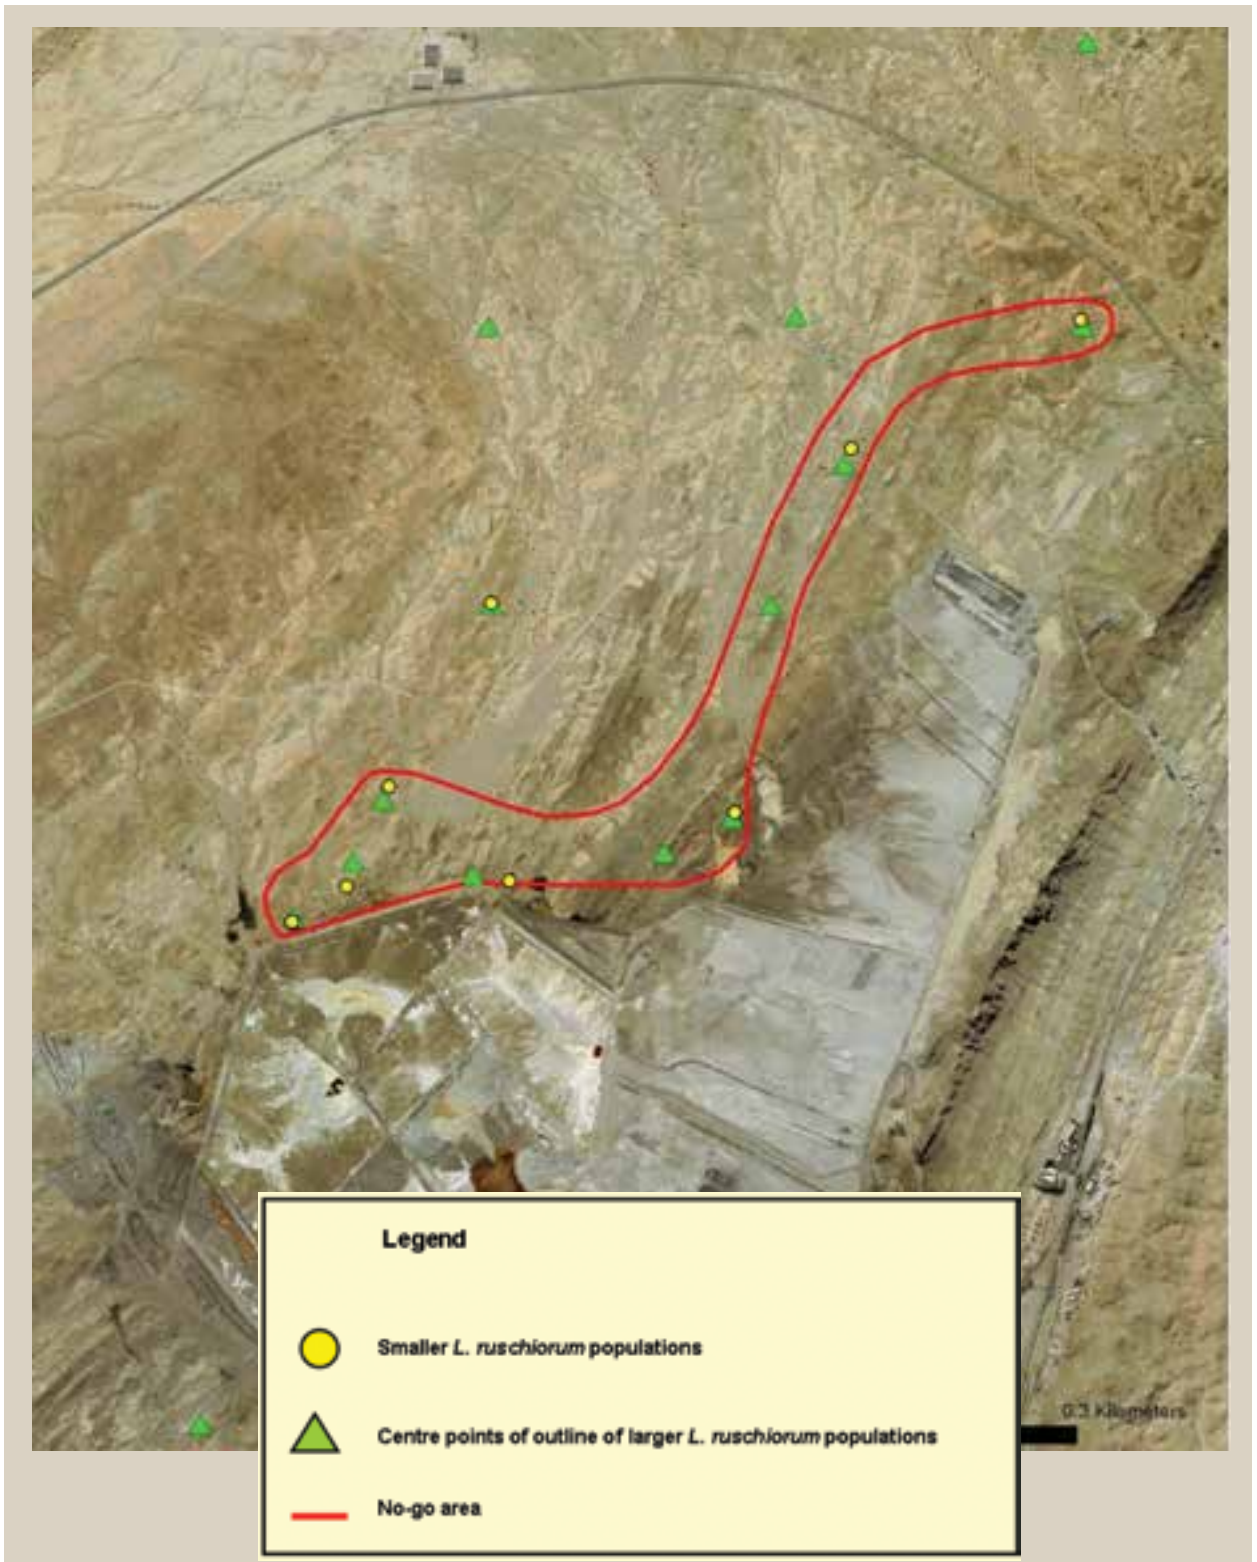 0.3 Kilometers
Legend
Smaller L. ruschiorum populations
Centre points of outline of larger L. ruschiorum populations
No-go area